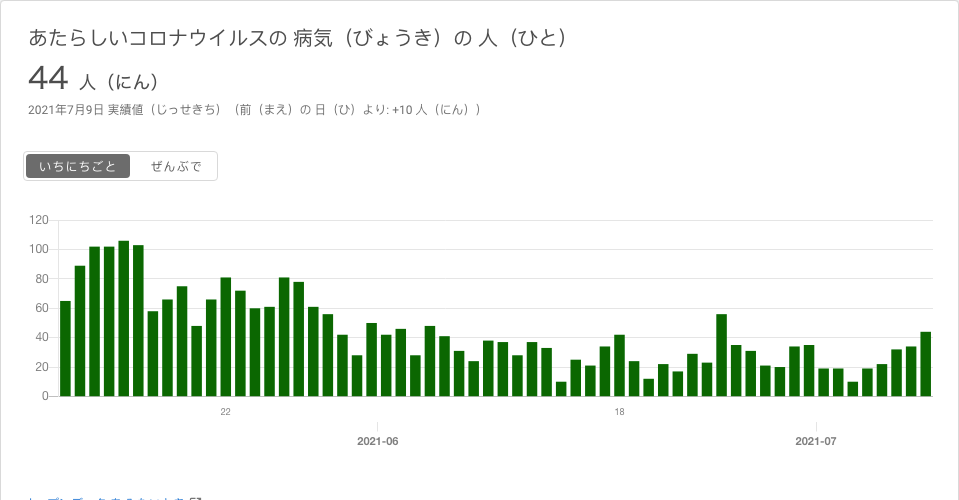 あたらしいコロナウイルスの 病気（びょうき）の 人（ひと）
44 人（にん）
2021年7月9日 実績値（じっせきち）（前（まえ）の 日（ひ）より: +10 人（にん））
いちにちごと ぜんぶで
120
100
80
60
40
20
0
22 18
2021-06 2021-07